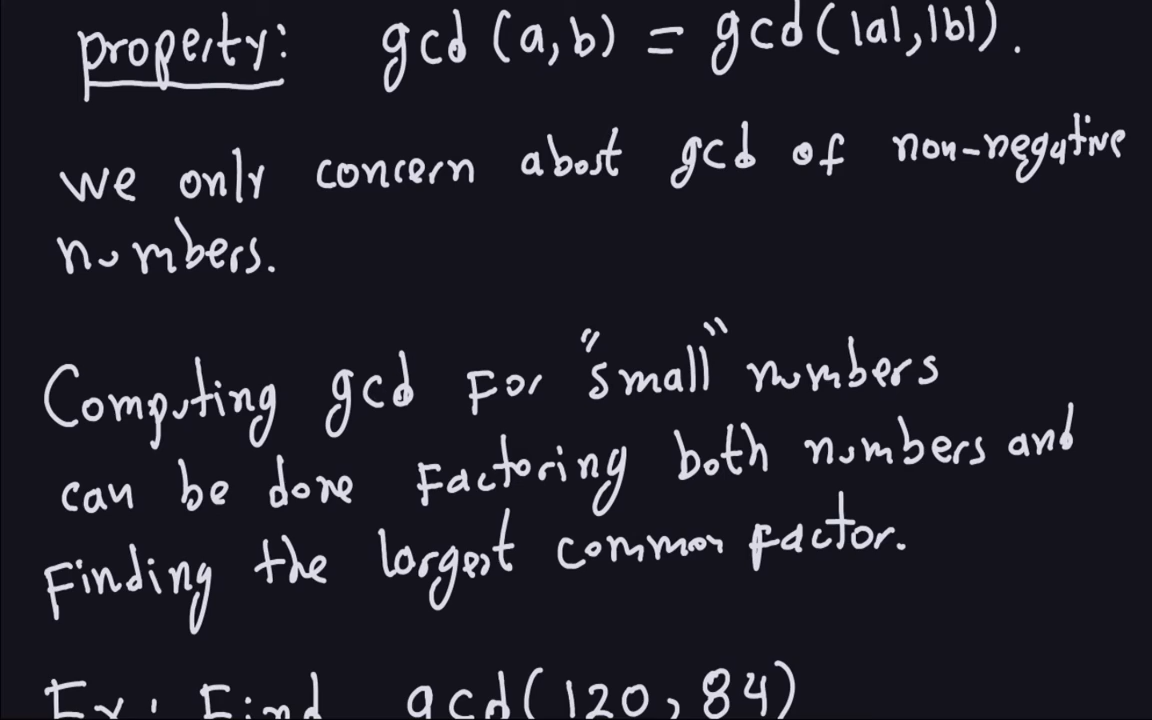 property: gcd (a,b) = gcd(|a|,|b|).
we only concern about gcd of non-negative
numbers.
Computing gcd For "small" numbers
can be done Factoring both numbers and
Finding the largest common factor.
Ex: Find gcd(120,84)